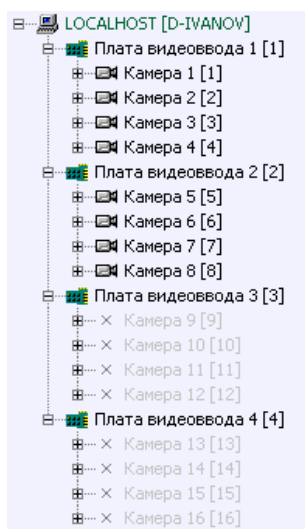 LOCALHOST [D-IVANOV]
Плата видеоввода 1 [1]
Камера 1 [1]
Камера 2 [2]
Камера 3 [3]
Камера 4 [4]
Плата видеоввода 2 [2]
Камера 5 [5]
Камера 6 [6]
Камера 7 [7]
Камера 8 [8]
Плата видеоввода 3 [3]
Камера 9 [9]
Камера 10 [10]
Камера 11 [11]
Камера 12 [12]
Плата видеоввода 4 [4]
Камера 13 [13]
Камера 14 [14]
Камера 15 [15]
Камера 16 [16]